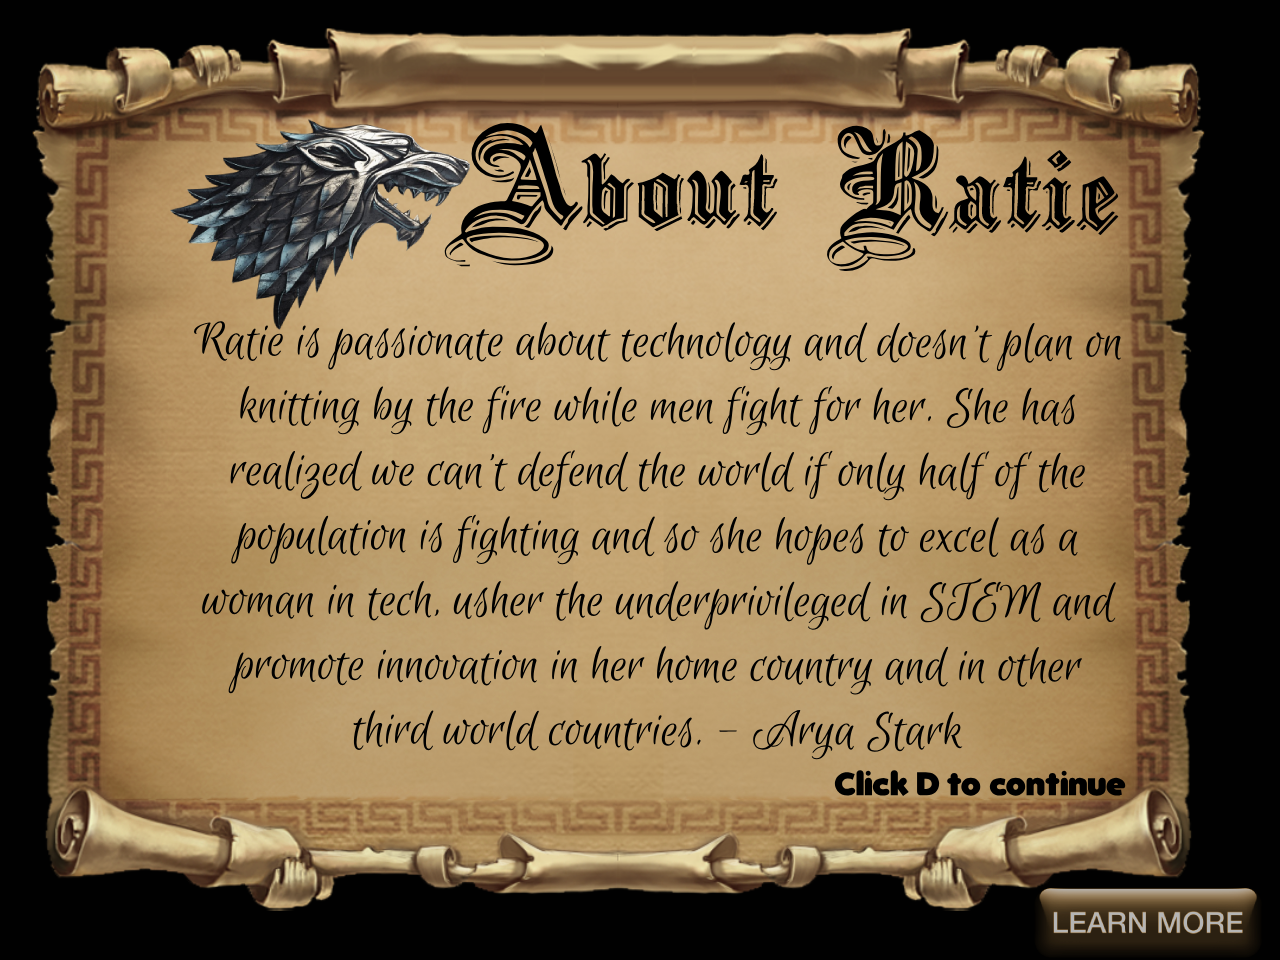 About Ratie
Ratie is passionate about technology and doesn't plan on
knitting by the fire while men fight for her. She has
realized we can't defend the world if only half of the
population is fighting and so she hopes to excel as a
woman in tech, usher the underprivileged in STEM and
promote innovation in her home country and in other
third world countries. - Arya Stark
Click D to continue
LEARN MORE